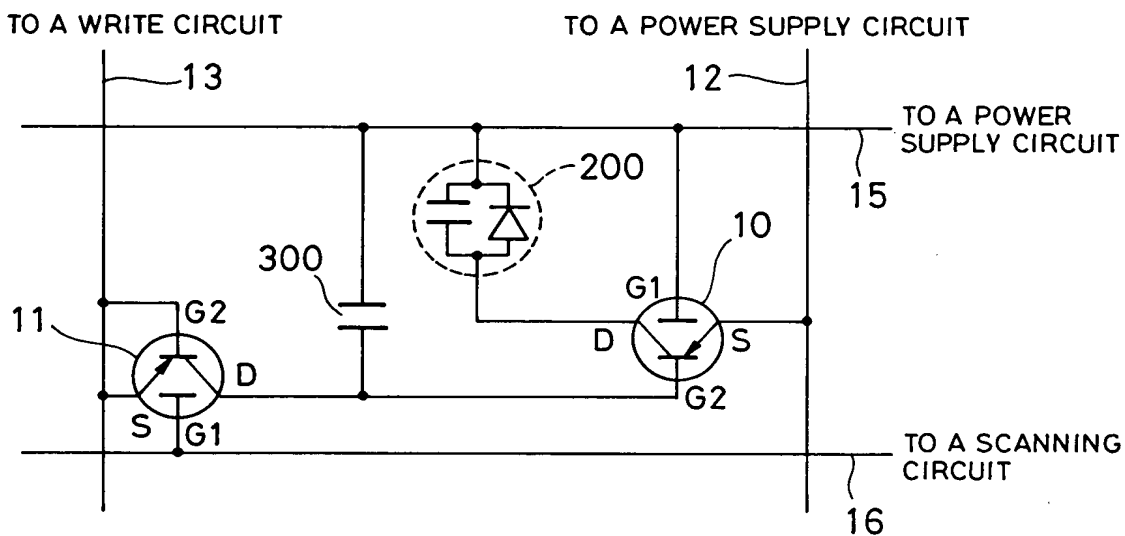 TO A WRITE CIRCUIT
TO A POWER SUPPLY CIRCUIT
13
12
TO A POWER
SUPPLY CIRCUIT
200
15
10
300
G1
11
G2
D
S
D
G2
S
G1
TO A SCANNING
CIRCUIT
16